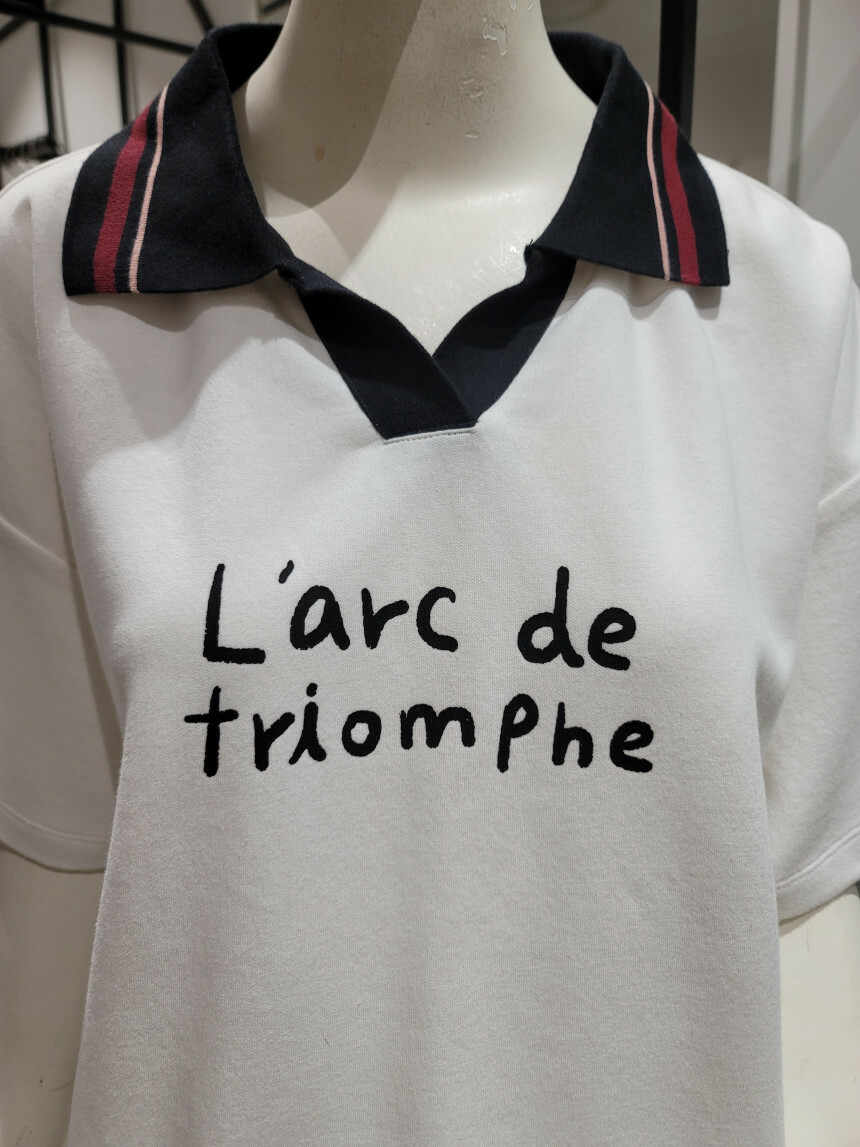 L'arc de
triomphe